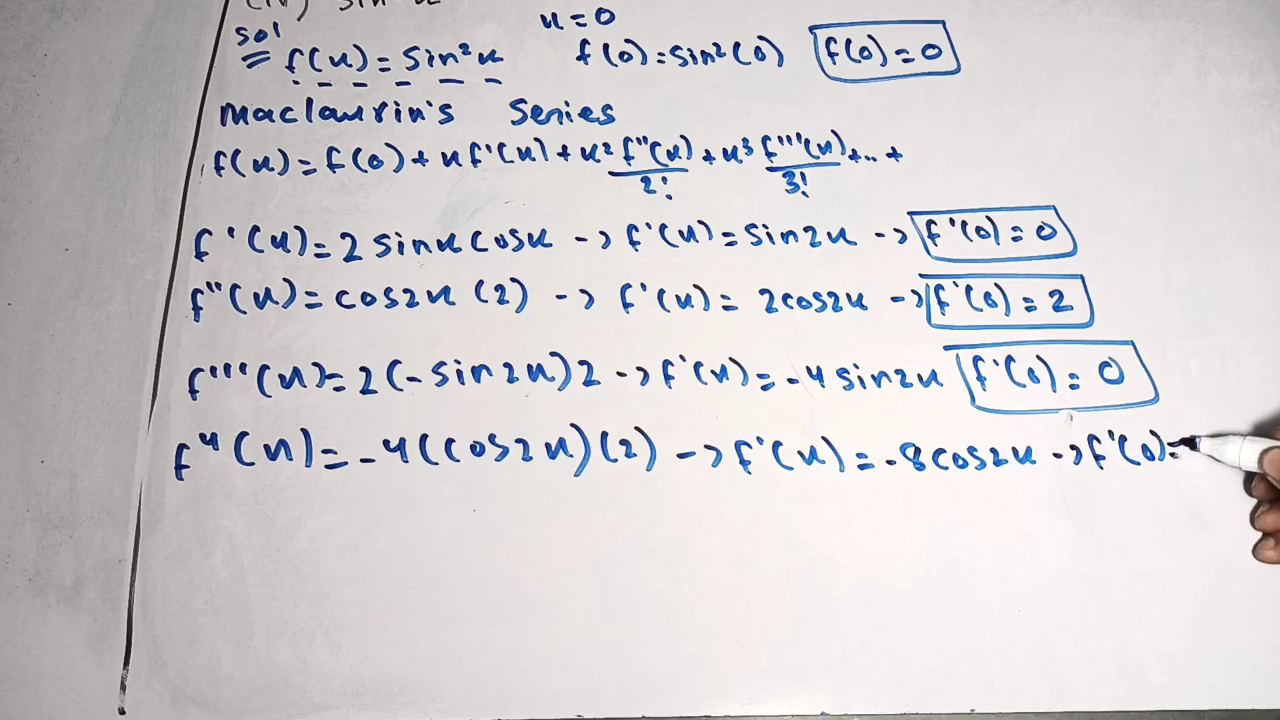 x=0
sol
f(x) = sin²x f(0) = sin²(0) f(0) = 0
Maclaurin's Series
f(x) = f(0) + x f'(x) + x² f''(x)/2! + x³ f'''(x)/3! + .. +
f'(x) = 2 sinx cosx -> f'(x) = sin2x -> f'(0) = 0
f''(x) = cos2x (2) -> f'(x) = 2cos2x -> f'(0) = 2
f'''(x) = 2(-sin2x)2 -> f'(x) = -4 sin2x f'(0) = 0
f⁴(x) = -4(cos2x)(2) -> f'(x) = -8cos2x -> f'(0) =